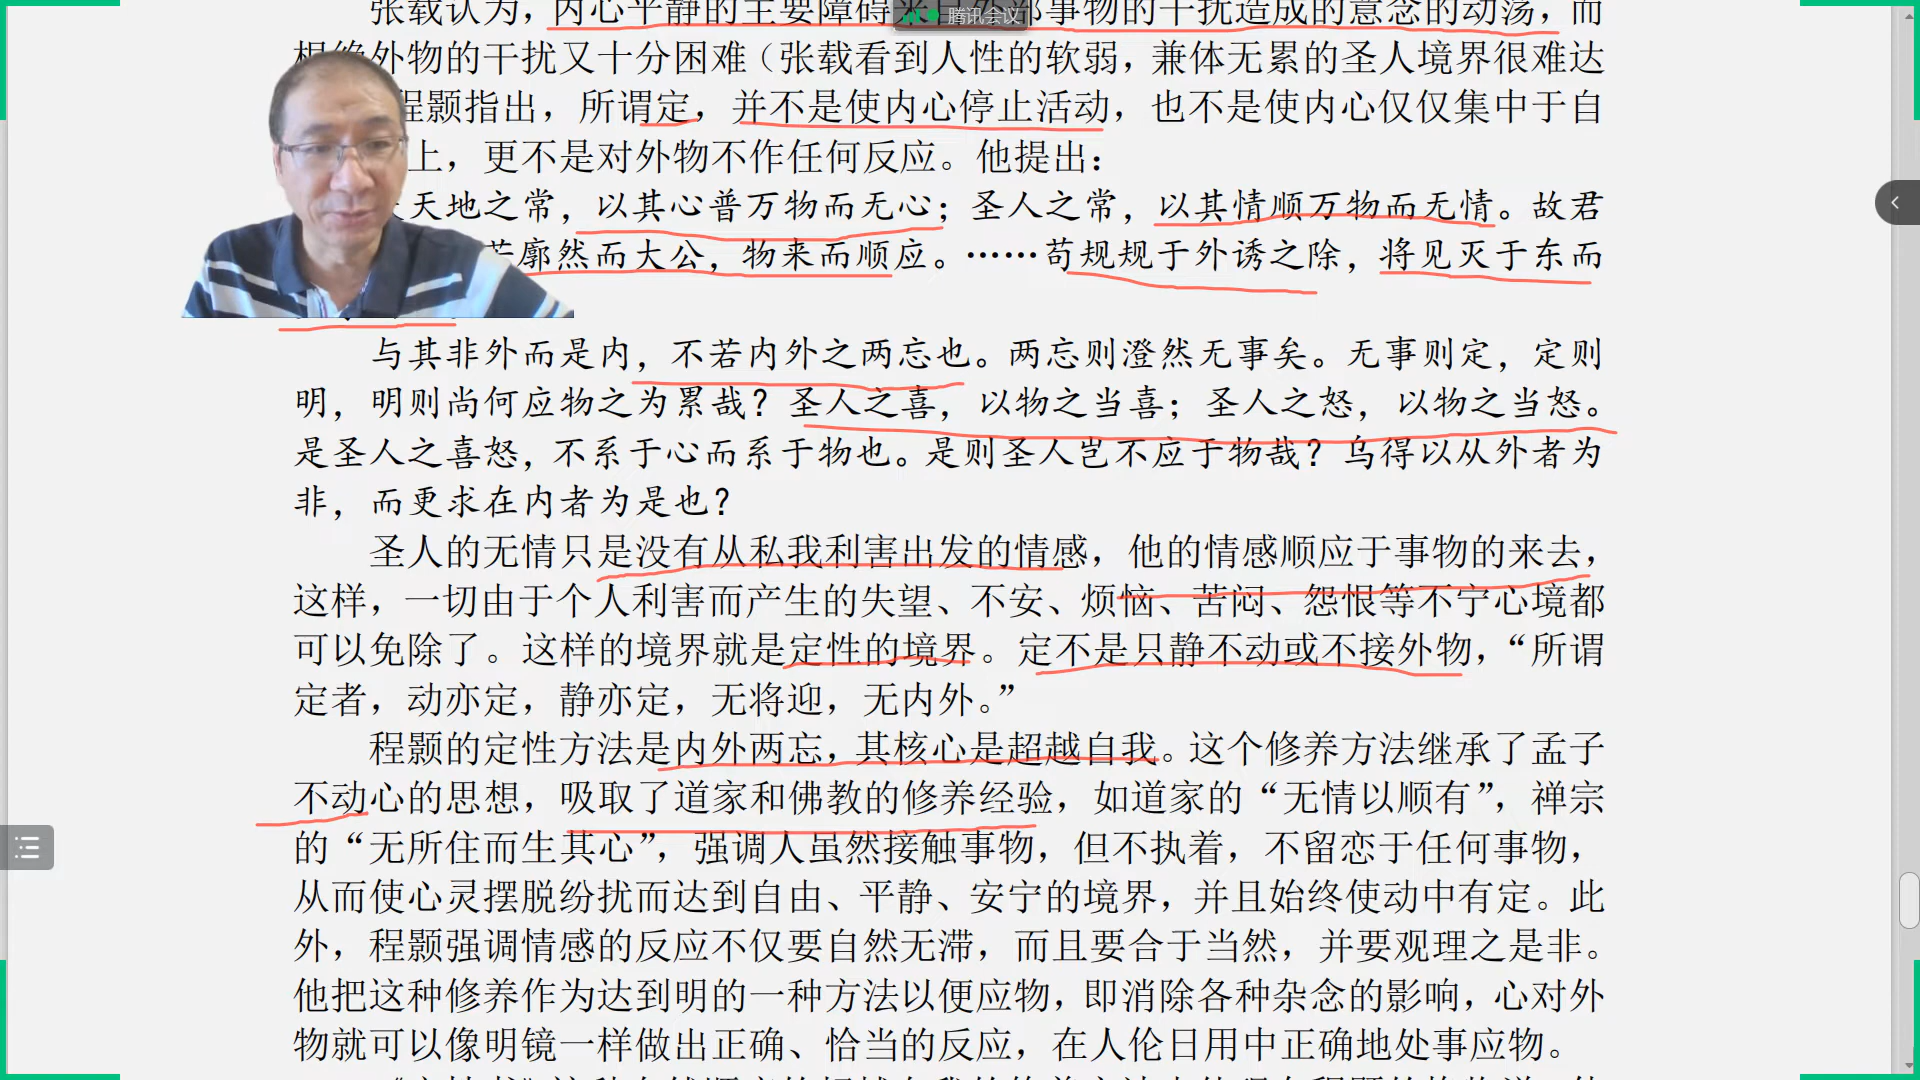 张载认为，内心平静的主要障碍来自外部事物的干扰造成的意念的动荡，而
腾讯会议
外物的干扰又十分困难（张载看到人性的软弱，兼体无累的圣人境界很难达
程颢指出，所谓定，并不是使内心停止活动，也不是使内心仅仅集中于自
上，更不是对外物不作任何反应。他提出：
天地之常，以其心普万物而无心；圣人之常，以其情顺万物而无情。故君
廓然而大公，物来而顺应。……苟规规于外诱之除，将见灭于东而
与其非外而是内，不若内外之两忘也。两忘则澄然无事矣。无事则定，定则
明，明则尚何应物之为累哉？圣人之喜，以物之当喜；圣人之怒，以物之当怒。
是圣人之喜怒，不系于心而系于物也。是则圣人岂不应于物哉？乌得以从外者为
非，而更求在内者为是也？
圣人的无情只是没有从私我利害出发的情感，他的情感顺应于事物的来去，
这样，一切由于个人利害而产生的失望、不安、烦恼、苦闷、怨恨等不宁心境都
可以免除了。这样的境界就是定性的境界。定不是只静不动或不接外物，“所谓
定者，动亦定，静亦定，无将迎，无内外。”
程颢的定性方法是内外两忘，其核心是超越自我。这个修养方法继承了孟子
不动心的思想，吸取了道家和佛教的修养经验，如道家的“无情以顺有”，禅宗
的“无所住而生其心”，强调人虽然接触事物，但不执着，不留恋于任何事物，
从而使心灵摆脱纷扰而达到自由、平静、安宁的境界，并且始终使动中有定。此
外，程颢强调情感的反应不仅要自然无滞，而且要合于当然，并要观理之是非。
他把这种修养作为达到明的一种方法以便应物，即消除各种杂念的影响，心对外
物就可以像明镜一样做出正确、恰当的反应，在人伦日用中正确地处事应物。